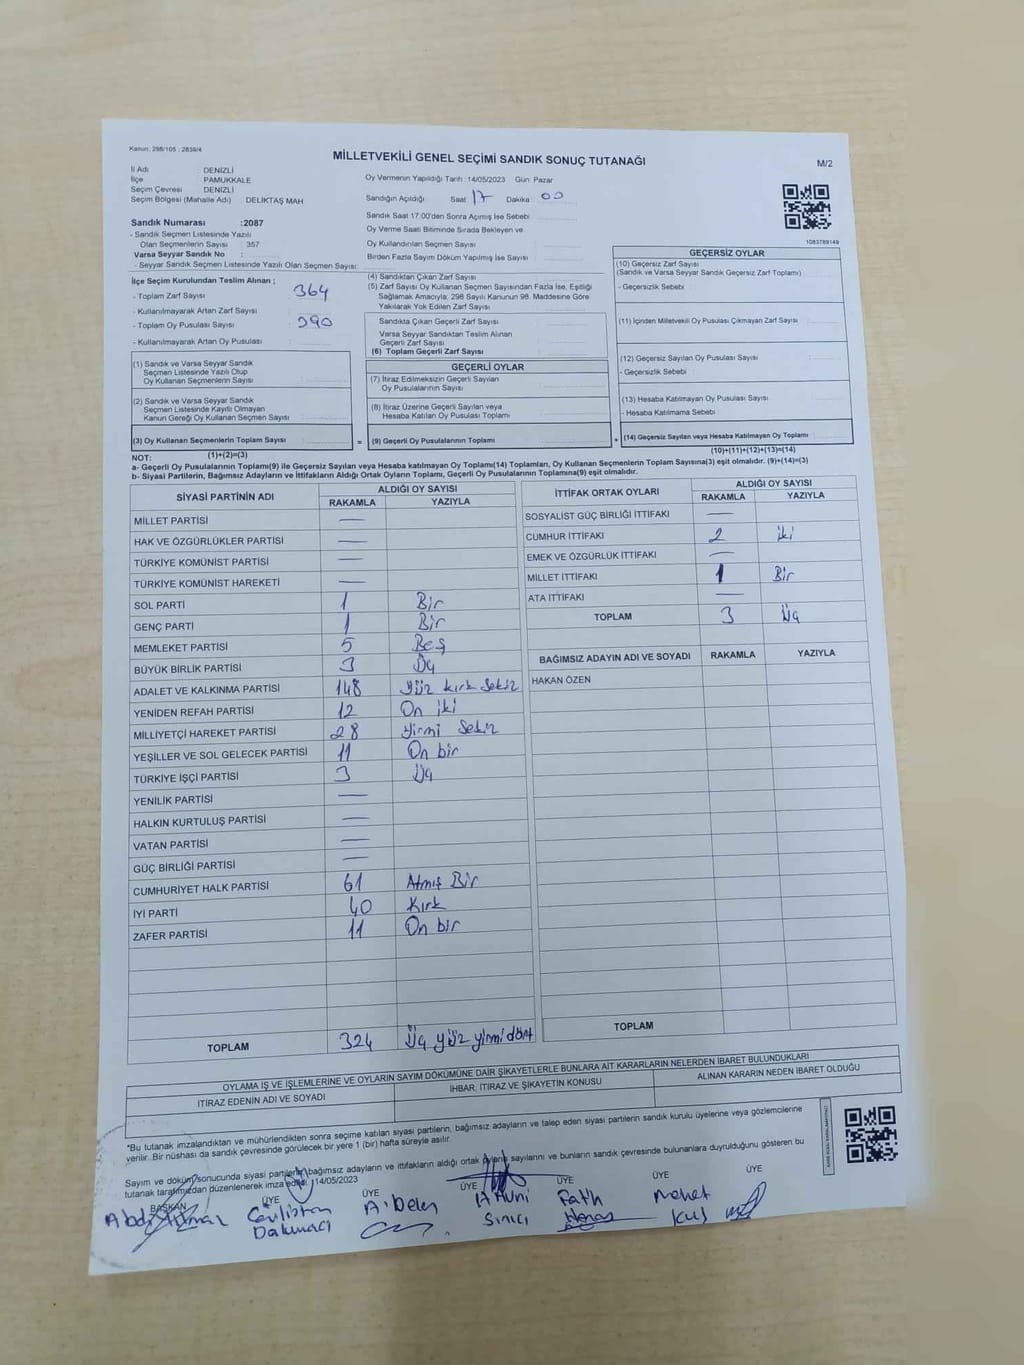 Kanun: 298/105 : 2839/4
MİLLETVEKİLİ GENEL SEÇİMİ SANDIK SONUÇ TUTANAĞI
M/2
İl Adı : DENİZLİ
İlçe : PAMUKKALE
Seçim Çevresi : DENİZLİ
Seçim Bölgesi (Mahalle Adı) : DELİKTAŞ MAH
Sandık Numarası :2087
- Sandık Seçmen Listesinde Yazılı
Olan Seçmenlerin Sayısı : 357
Varsa Seyyar Sandık No :
- Seyyar Sandık Seçmen Listesinde Yazılı Olan Seçmen Sayısı:
Oy Vermenin Yapıldığı Tarih :14/05/2023 Gün: Pazar
Sandığın Açıldığı Saat 17 Dakika 00
Sandık Saat 17:00'den Sonra Açımış İse Sebebi
Oy Verme Saati Bitiminde Sırada Bekleyen ve
Oy Kullandırılan Seçmen Sayısı
Birden Fazla Sayım Döküm Yapılmış İse Sayısı
1083789149
İlçe Seçim Kurulundan Teslim Alınan ;
- Toplam Zarf Sayısı : 364
- Kullanılmayarak Artan Zarf Sayısı :
- Toplam Oy Pusulası Sayısı : 390
- Kullanılmayarak Artan Oy Pusulası :
(1) Sandık ve Varsa Seyyar Sandık
Seçmen Listesinde Yazılı Olup
Oy Kullanan Seçmenlerin Sayısı
(2) Sandık ve Varsa Seyyar Sandık
Seçmen Listesinde Kayıtlı Olmayan
Kanun Gereği Oy Kullanan Seçmen Sayısı
(3) Oy Kullanan Seçmenlerin Toplam Sayısı
(4) Sandıktan Çıkan Zarf Sayısı
(5) Zarf Sayısı Oy Kullanan Seçmen Sayısından Fazla İse, Eşitliği
Sağlamak Amacıyla, 298 Sayılı Kanunun 98. Maddesine Göre
Yakılarak Yok Edilen Zarf Sayısı
Sandıkta Çıkan Geçerli Zarf Sayısı
Varsa Seyyar Sandıktan Teslim Alınan
Geçerli Zarf Sayısı
(6) Toplam Geçerli Zarf Sayısı
GEÇERLİ OYLAR
(7) İtiraz Edilmeksizin Geçerli Sayılan
Oy Pusulalarının Sayısı
(8) İtiraz Üzerine Geçerli Sayılan veya
Hesaba Katılan Oy Pusulası Toplamı
= (9) Geçerli Oy Pusulalarının Toplamı
GEÇERSİZ OYLAR
(10) Geçersiz Zarf Sayısı
(Sandık ve Varsa Seyyar Sandık Geçersiz Zarf Toplamı)
- Geçersizlik Sebebi
(11) İçinden Milletvekili Oy Pusulası Çıkmayan Zarf Sayısı
(12) Geçersiz Sayılan Oy Pusulası Sayısı
- Geçersizlik Sebebi
(13) Hesaba Katılmayan Oy Pusulası Sayısı
- Hesaba Katılmama Sebebi
+ (14) Geçersiz Sayılan veya Hesaba Katılmayan Oy Toplamı
NOT: (1)+(2)=(3)
(10)+(11)+(12)+(13)=(14)
a- Geçerli Oy Pusulalarının Toplamı(9) ile Geçersiz Sayılan veya Hesaba katılmayan Oy Toplamı(14) Toplamları, Oy Kullanan Seçmenlerin Toplam Sayısına(3) eşit olmalıdır. (9)+(14)=(3)
b- Siyasi Partilerin, Bağımsız Adayların ve İttifakların Aldığı Ortak Oyların Toplamı, Geçerli Oy Pusulalarının Toplamına(9) eşit olmalıdır.
SİYASİ PARTİNİN ADI ALDIĞI OY SAYISI
RAKAMLA YAZIYLA
MİLLET PARTİSİ —
HAK VE ÖZGÜRLÜKLER PARTİSİ —
TÜRKİYE KOMÜNİST PARTİSİ —
TÜRKİYE KOMÜNİST HAREKETİ —
SOL PARTİ 1 Bir
GENÇ PARTİ 1 Bir
MEMLEKET PARTİSİ 5 Beş
BÜYÜK BİRLİK PARTİSİ 3 Üç
ADALET VE KALKINMA PARTİSİ 148 Yüz kırk sekiz
YENİDEN REFAH PARTİSİ 12 On iki
MİLLİYETÇİ HAREKET PARTİSİ 28 Yirmi Sekiz
YEŞİLLER VE SOL GELECEK PARTİSİ 11 On bir
TÜRKİYE İŞÇİ PARTİSİ 3 Üç
YENİLİK PARTİSİ —
HALKIN KURTULUŞ PARTİSİ —
VATAN PARTİSİ —
GÜÇ BİRLİĞİ PARTİSİ —
CUMHURİYET HALK PARTİSİ 61 Atmış Bir
İYİ PARTİ 40 Kırk
ZAFER PARTİSİ 11 On bir
TOPLAM 324 Üç yüz yirmi dört
İTTİFAK ORTAK OYLARI ALDIĞI OY SAYISI
RAKAMLA YAZIYLA
SOSYALİST GÜÇ BİRLİĞİ İTTİFAKI —
CUMHUR İTTİFAKI 2 iki
EMEK VE ÖZGÜRLÜK İTTİFAKI —
MİLLET İTTİFAKI 1 Bir
ATA İTTİFAKI —
TOPLAM 3 Üç
BAĞIMSIZ ADAYIN ADI VE SOYADI RAKAMLA YAZIYLA
HAKAN ÖZEN
TOPLAM
OYLAMA İŞ VE İŞLEMLERİNE VE OYLARIN SAYIM DÖKÜMÜNE DAİR ŞİKAYETLERLE BUNLARA AİT KARARLARIN NELERDEN İBARET BULUNDUKLARI
İTİRAZ EDENİN ADI VE SOYADI İHBAR, İTİRAZ VE ŞİKAYETİN KONUSU ALINAN KARARIN NEDEN İBARET OLDUĞU
*Bu tutanak imzalandıktan ve mühürlendikten sonra seçime katılan siyasi partilerin, bağımsız adayların ve talep eden siyasi partilerin sandık kurulu üyelerine veya gözlemcilerine
verilir. Bir nüshası da sandık çevresinde görülecek bir yere 1 (bir) hafta süreyle asılır.
Sayım ve döküm sonucunda siyasi partilerin, bağımsız adayların ve ittifakların aldığı ortak oyların sayılarını ve bunların sandık çevresinde bulunanlara duyrulduğunu gösteren bu
tutanak tarafımızdan düzenlenerek imza edildi. 14/05/2023
BAŞKAN ÜYE ÜYE ÜYE ÜYE ÜYE ÜYE
A.Belen
Avni Sinici
Fatih
Mehmet Kuş